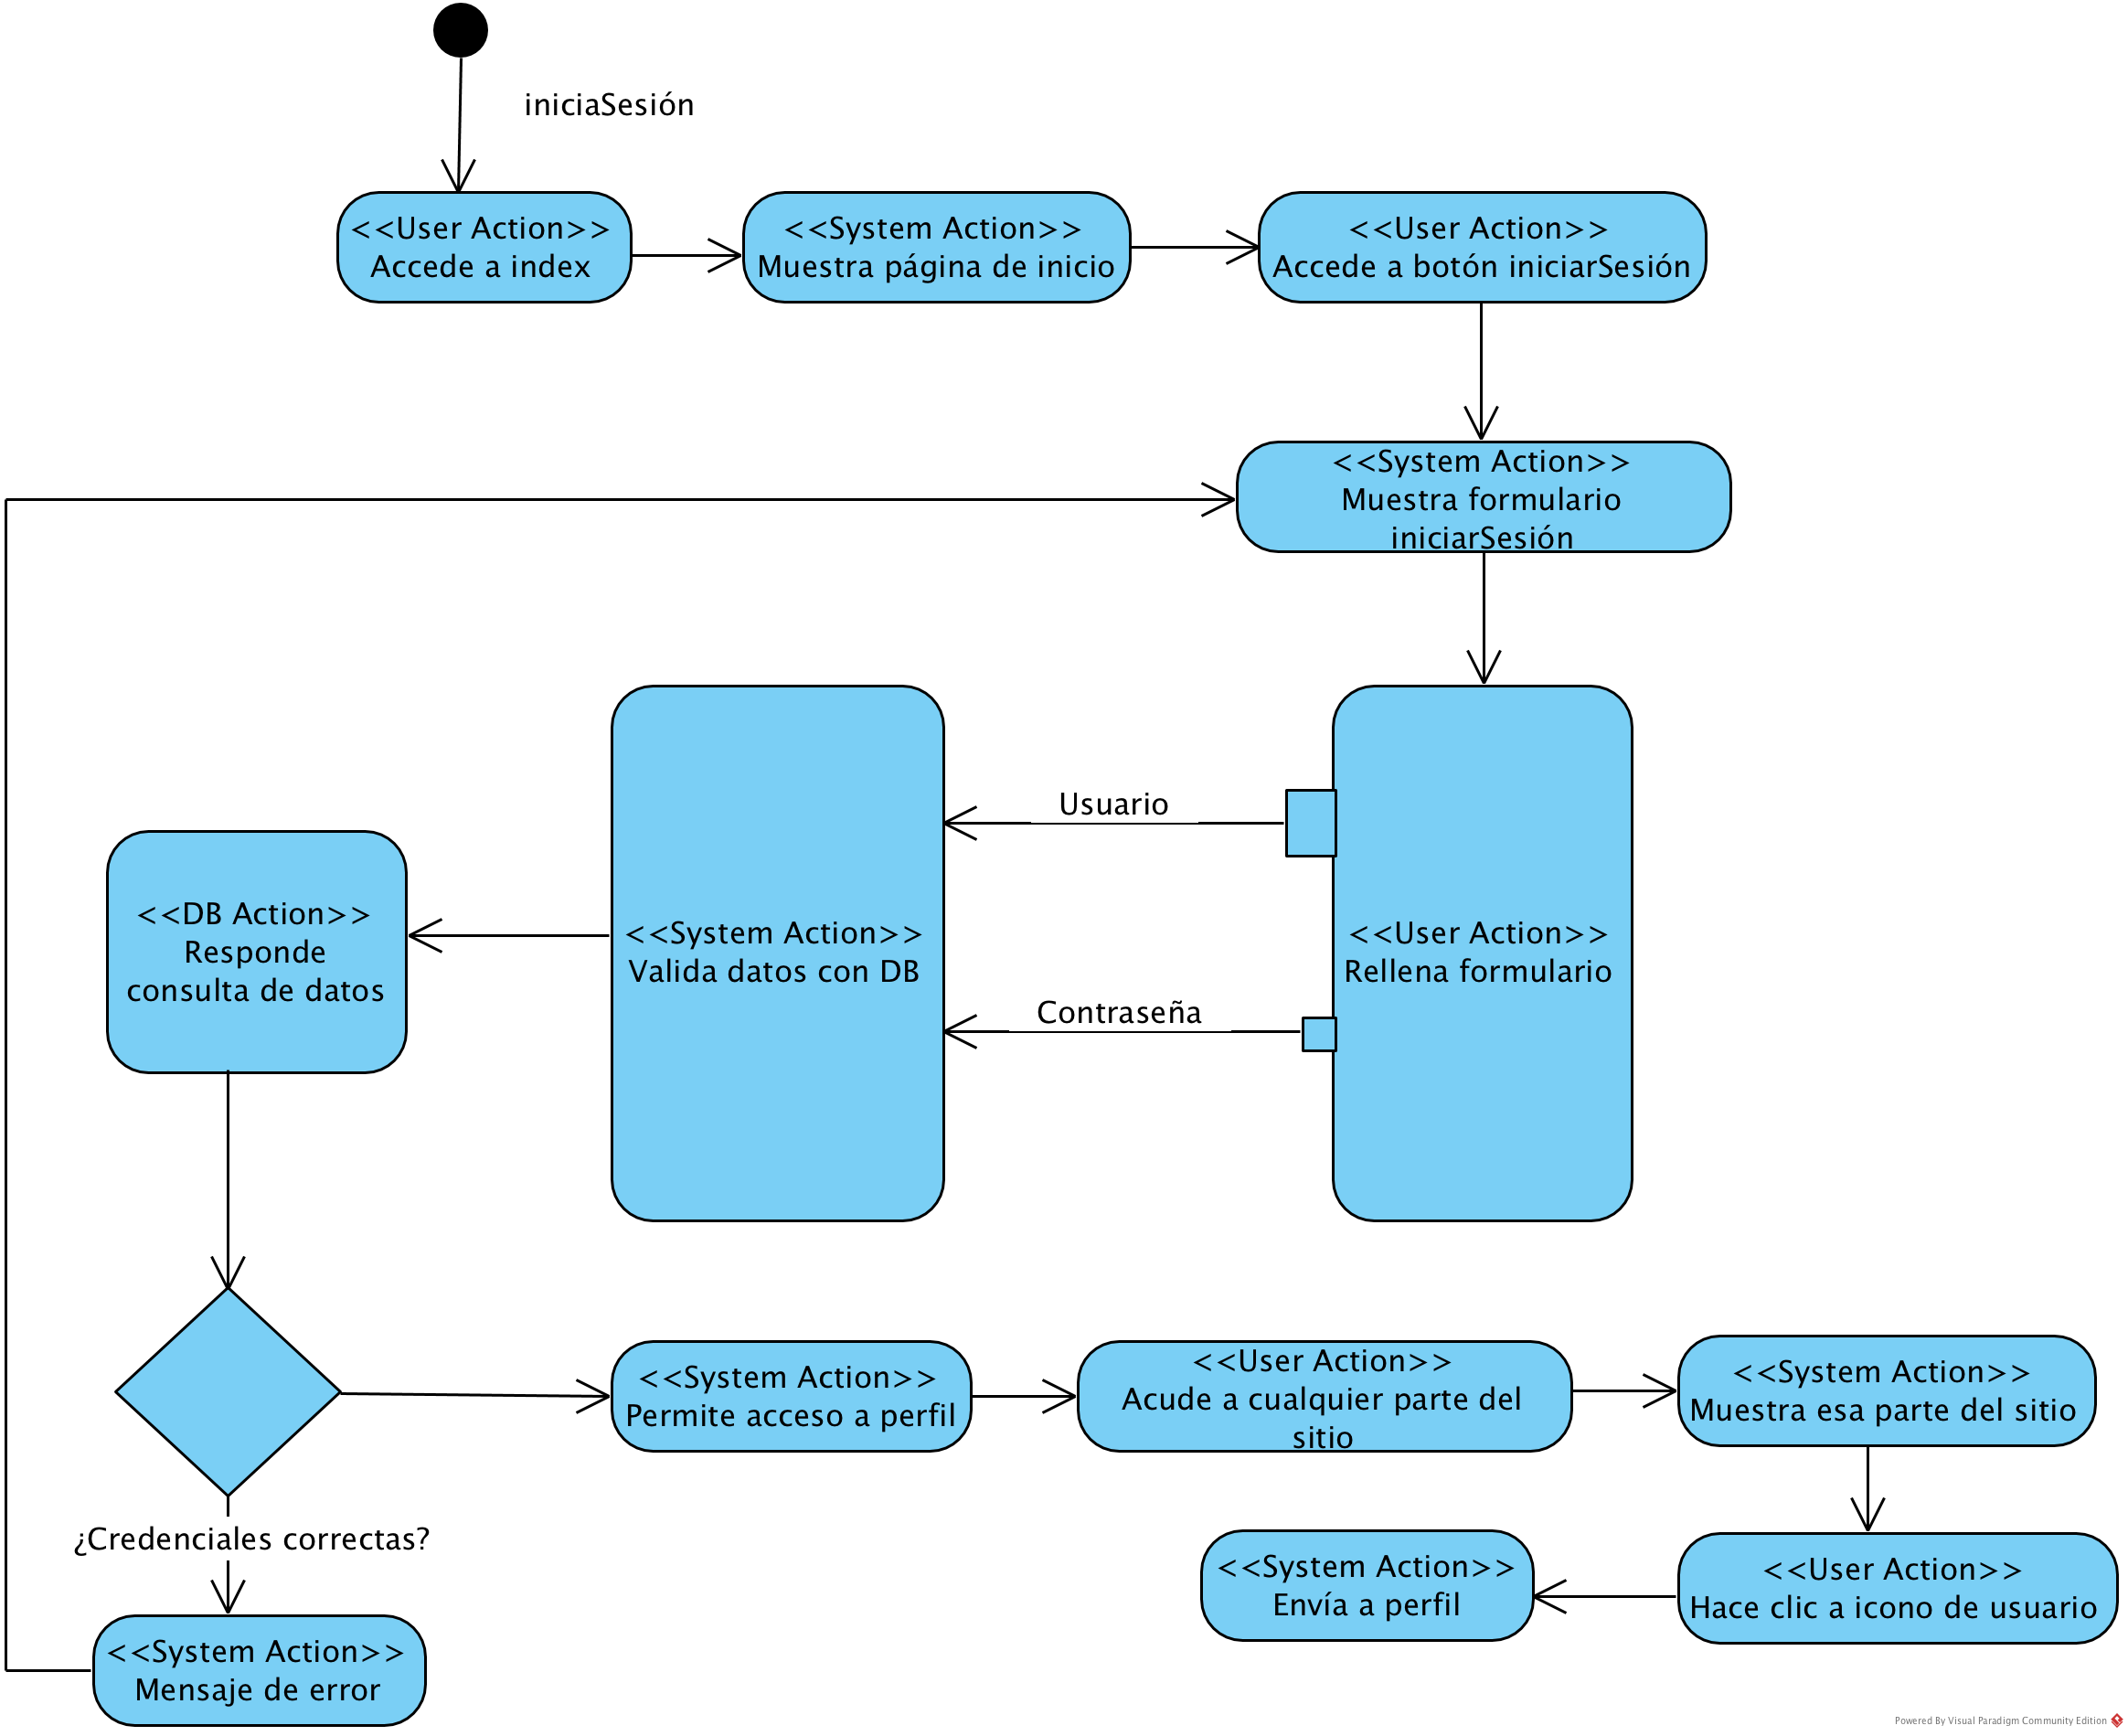 iniciaSesión
<<User Action>>
Accede a index
<<System Action>>
Muestra página de inicio
<<User Action>>
Accede a botón iniciarSesión
<<System Action>>
Muestra formulario
iniciarSesión
Usuario
Contraseña
<<User Action>>
Rellena formulario
<<System Action>>
Valida datos con DB
<<DB Action>>
Responde
consulta de datos
¿Credenciales correctas?
<<System Action>>
Mensaje de error
<<System Action>>
Permite acceso a perfil
<<User Action>>
Acude a cualquier parte del
sitio
<<System Action>>
Muestra esa parte del sitio
<<User Action>>
Hace clic a icono de usuario
<<System Action>>
Envía a perfil
Powered By Visual Paradigm Community Edition